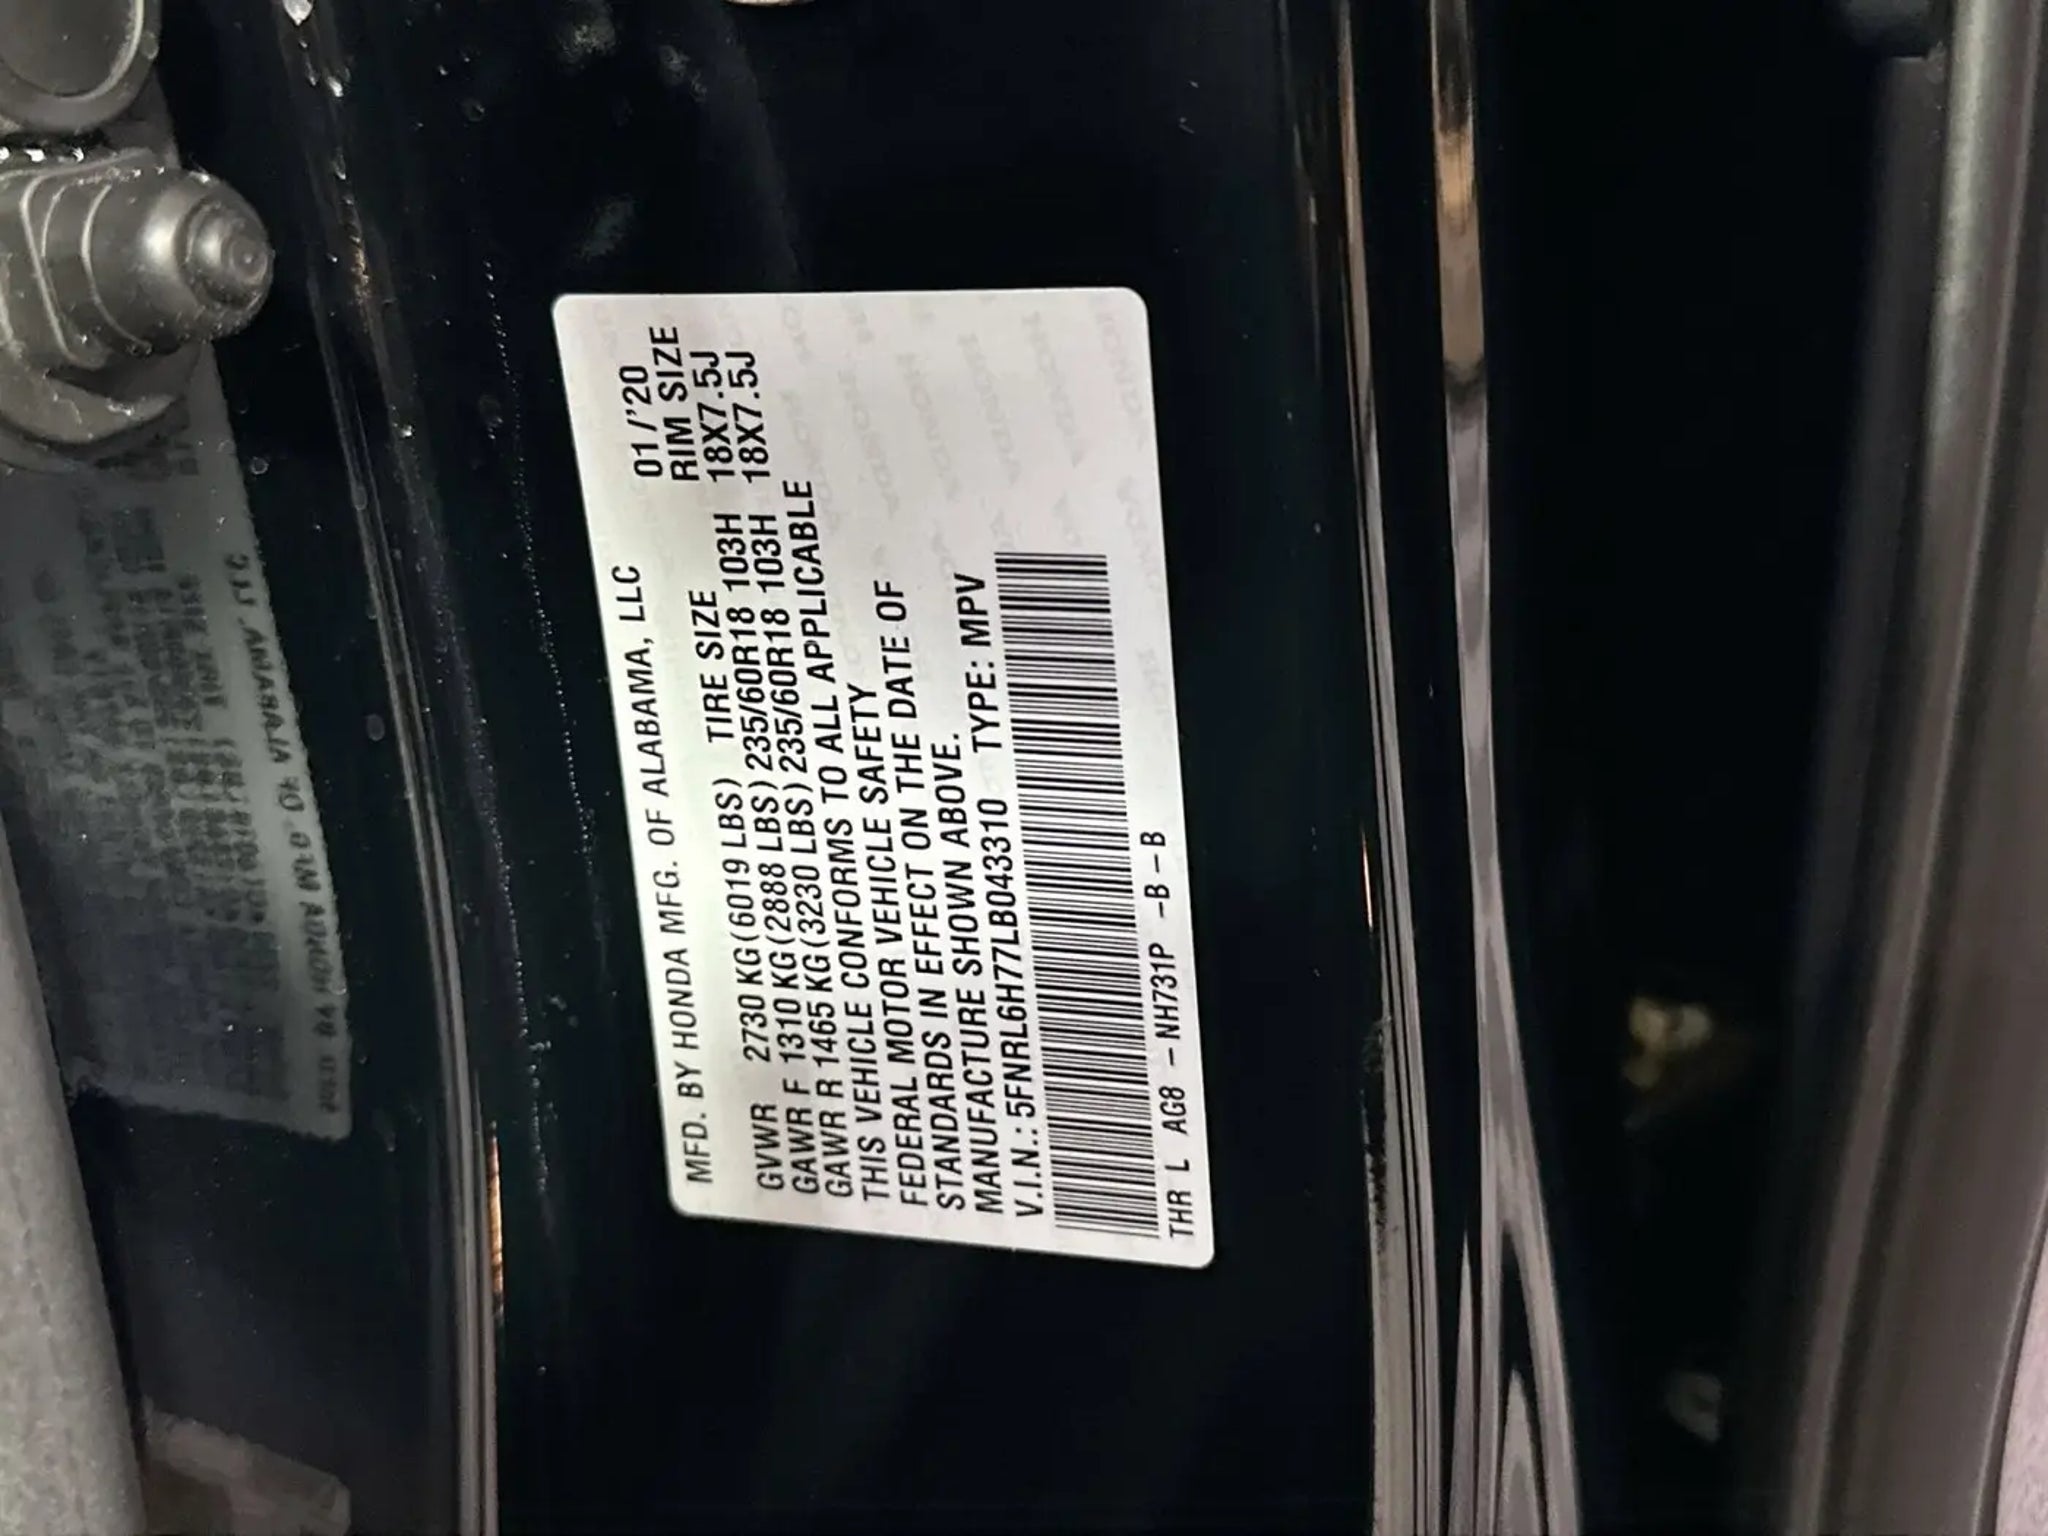 MFD. BY HONDA MFG. OF ALABAMA, LLC 01/'20
TIRE SIZE RIM SIZE
GVWR 2730 KG (6019 LBS)
GAWR F 1310 KG (2888 LBS) 235/60R18 103H 18X7.5J
GAWR R 1465 KG (3230 LBS) 235/60R18 103H 18X7.5J
THIS VEHICLE CONFORMS TO ALL APPLICABLE
FEDERAL MOTOR VEHICLE SAFETY
STANDARDS IN EFFECT ON THE DATE OF
MANUFACTURE SHOWN ABOVE.
V.I.N.: 5FNRL6H77LB043310 TYPE: MPV
THR L AG8 – NH731P -B – B